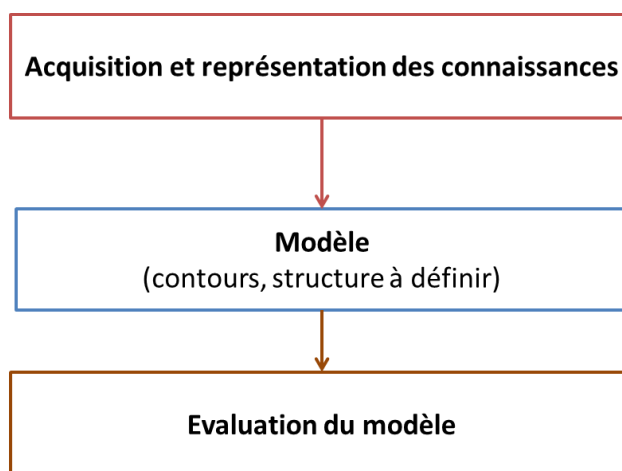 Acquisition et représentation des connaissances
Modèle
(contours, structure à définir)
Evaluation du modèle